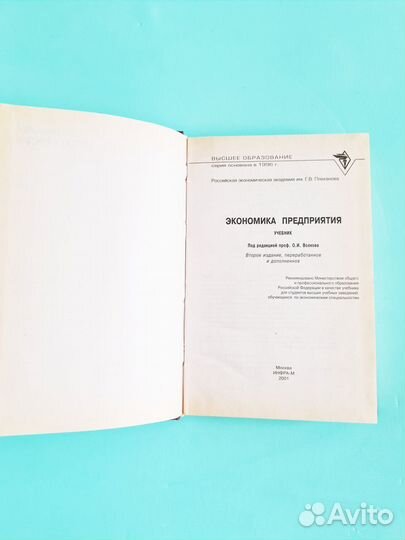 ВЫСШЕЕ ОБРАЗОВАНИЕ
серия основана в 1996 г.
Российская экономическая академия им. Г.В. Плеханова
ЭКОНОМИКА ПРЕДПРИЯТИЯ
УЧЕБНИК
Под редакцией проф. О.И. Волкова
Второе издание, переработанное
и дополненное
Рекомендовано Министерством общего
и профессионального образования
Российской Федерации в качестве учебника
для студентов высших учебных заведений,
обучающихся по экономическим специальностям
Москва
ИНФРА-М
2001
Avito